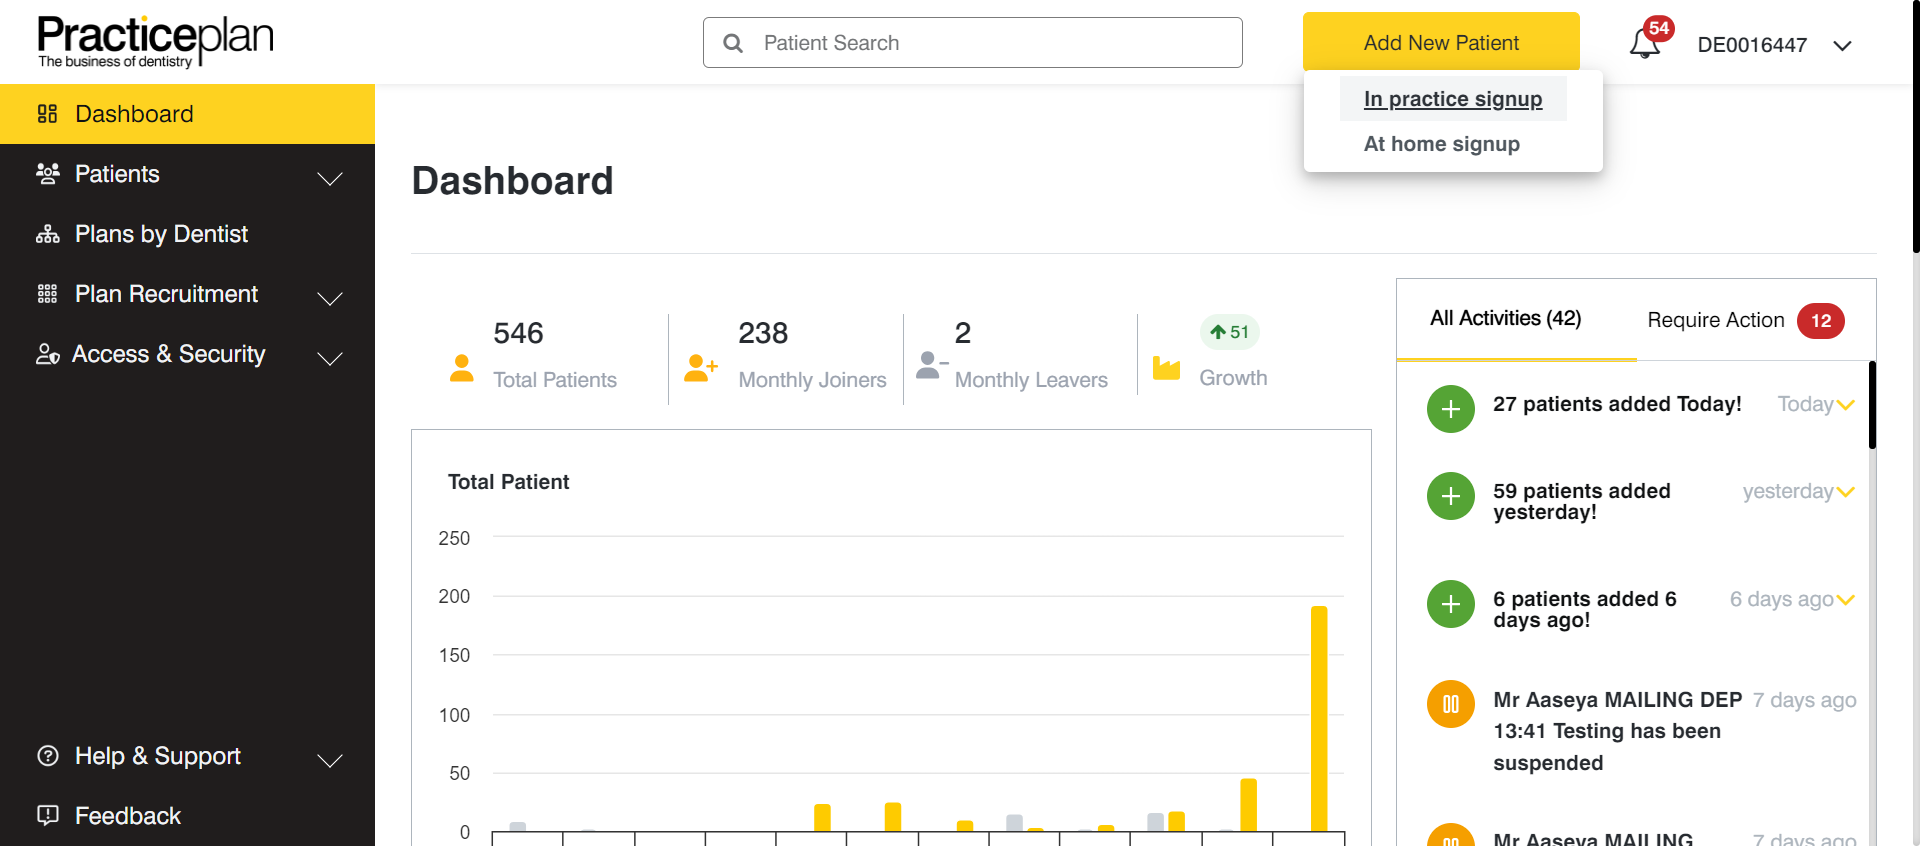 Practiceplan
The business of dentistry
Patient Search
Add New Patient
54
DE0016447
In practice signup
At home signup
Dashboard
Patients
Plans by Dentist
Plan Recruitment
Access & Security
Help & Support
Feedback
Dashboard
546
Total Patients
238
Monthly Joiners
2
Monthly Leavers
51
Growth
Total Patient
250
200
150
100
50
0
All Activities (42)
Require Action 12
27 patients added Today! Today
59 patients added yesterday
yesterday!
6 patients added 6 6 days ago
days ago!
Mr Aaseya MAILING DEP 7 days ago
13:41 Testing has been
suspended
Mr Aaseya MAILING 7 days ago